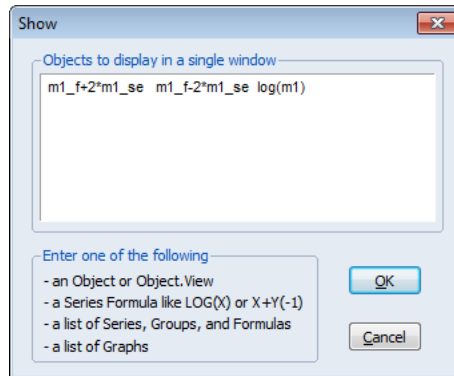 Show
Objects to display in a single window
m1_f+2*m1_se m1_f-2*m1_se log(m1)
Enter one of the following
- an Object or Object.View
- a Series Formula like LOG(X) or X+Y(-1)
- a list of Series, Groups, and Formulas
- a list of Graphs
OK
Cancel